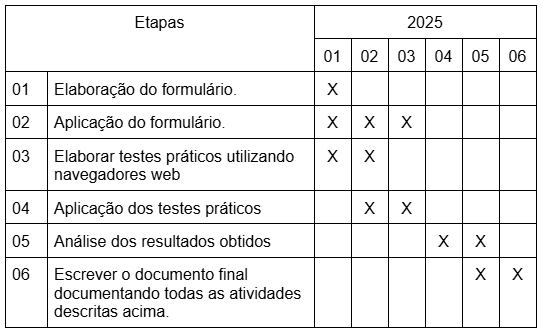 Etapas 2025
01 02 03 04 05 06
01 Elaboração do formulário. X
02 Aplicação do formulário. X X X
03 Elaborar testes práticos utilizando X X
navegadores web
04 Aplicação dos testes práticos X X
05 Análise dos resultados obtidos X X
06 Escrever o documento final X X
documentando todas as atividades
descritas acima.